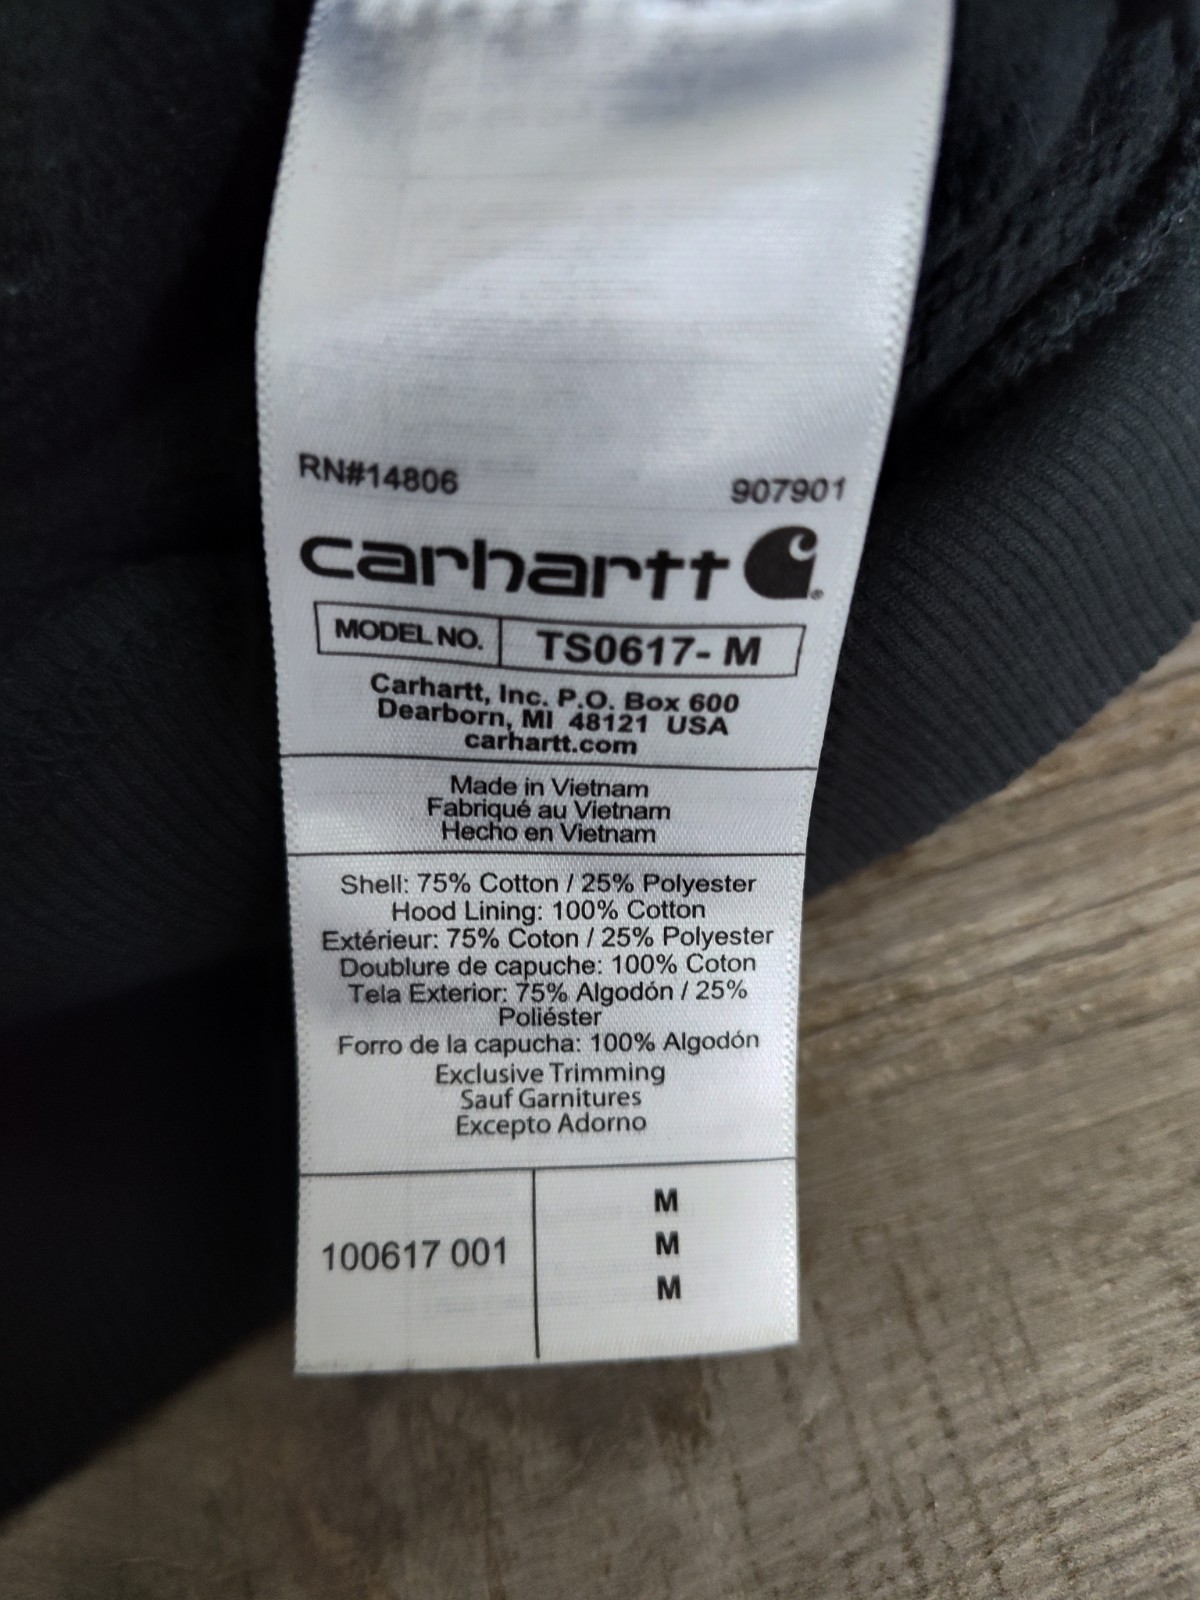 RN#14806 907901
carhartt
MODEL NO. TS0617- M
Carhartt, Inc. P.O. Box 600
Dearborn, MI 48121 USA
carhartt.com
Made in Vietnam
Fabriqué au Vietnam
Hecho en Vietnam
Shell: 75% Cotton / 25% Polyester
Hood Lining: 100% Cotton
Extérieur: 75% Coton / 25% Polyester
Doublure de capuche: 100% Coton
Tela Exterior: 75% Algodón / 25%
Poliéster
Forro de la capucha: 100% Algodón
Exclusive Trimming
Sauf Garnitures
Excepto Adorno
100617 001
M
M
M